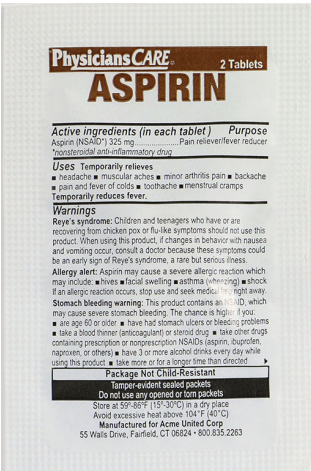 PhysiciansCARE®
2 Tablets
ASPIRIN
Active ingredients (in each tablet) Purpose
Aspirin (NSAID*) 325 mg......................Pain reliever/fever reducer
*nonsteroidal anti-inflammatory drug
Uses Temporarily relieves
■ headache ■ muscular aches ■ minor arthritis pain ■ backache
■ pain and fever of colds ■ toothache ■ menstrual cramps
Temporarily reduces fever.
Warnings
Reye's syndrome: Children and teenagers who have or are
recovering from chicken pox or flu-like symptoms should not use this
product. When using this product, if changes in behavior with nausea
and vomiting occur, consult a doctor because these symptoms could
be an early sign of Reye's syndrome, a rare but serious illness.
Allergy alert: Aspirin may cause a severe allergic reaction which
may include: ■ hives ■ facial swelling ■ asthma (wheezing) ■ shock
If an allergic reaction occurs, stop use and seek medical help right away.
Stomach bleeding warning: This product contains an NSAID, which
may cause severe stomach bleeding. The chance is higher if you:
■ are age 60 or older ■ have had stomach ulcers or bleeding problems
■ take a blood thinner (anticoagulant) or steroid drug ■ take other drugs
containing prescription or nonprescription NSAIDs (aspirin, ibuprofen,
naproxen, or others) ■ have 3 or more alcohol drinks every day while
using this product ■ take more or for a longer time than directed
Package Not Child-Resistant
Tamper-evident sealed packets
Do not use any opened or torn packets
Store at 59º-86ºF (15º-30ºC) in a dry place
Avoid excessive heat above 104°F (40°C)
Manufactured for Acme United Corp
55 Walls Drive, Fairfield, CT 06824 • 800.835.2263